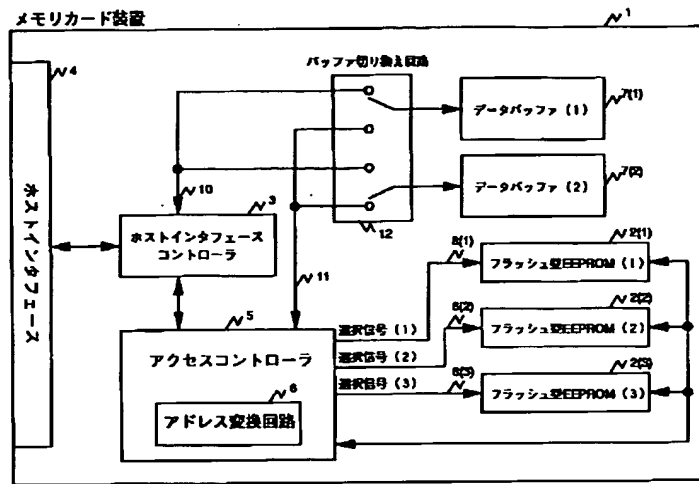 メモリカード装置
1
4
バッファ切り換え回路
データバッファ(1)
7(1)
データバッファ(2)
7(2)
12
10
3
ホストインタフェース
ホストインタフェース
コントローラ
11
5
アクセスコントローラ
6
アドレス変換回路
選択信号(1)
選択信号(2)
選択信号(3)
8(1)
8(2)
8(3)
2(1)
フラッシュ型EEPROM(1)
2(2)
フラッシュ型EEPROM(2)
2(3)
フラッシュ型EEPROM(3)